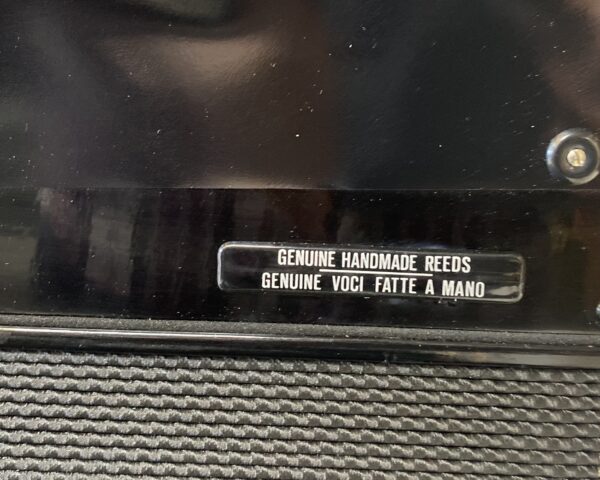 GENUINE HANDMADE REEDS
GENUINE VOCI FATTE A MANO